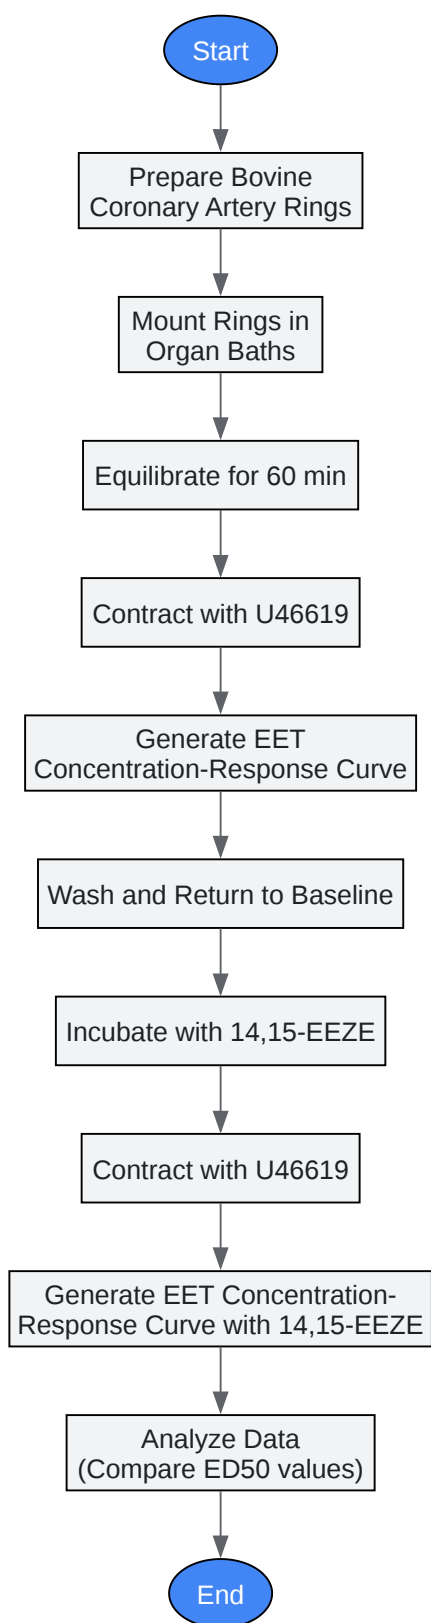 Start
Prepare Bovine
Coronary Artery Rings
Mount Rings in
Organ Baths
Equilibrate for 60 min
Contract with U46619
Generate EET
Concentration-Response Curve
Wash and Return to Baseline
Incubate with 14,15-EEZE
Contract with U46619
Generate EET Concentration-
Response Curve with 14,15-EEZE
Analyze Data
(Compare ED50 values)
End